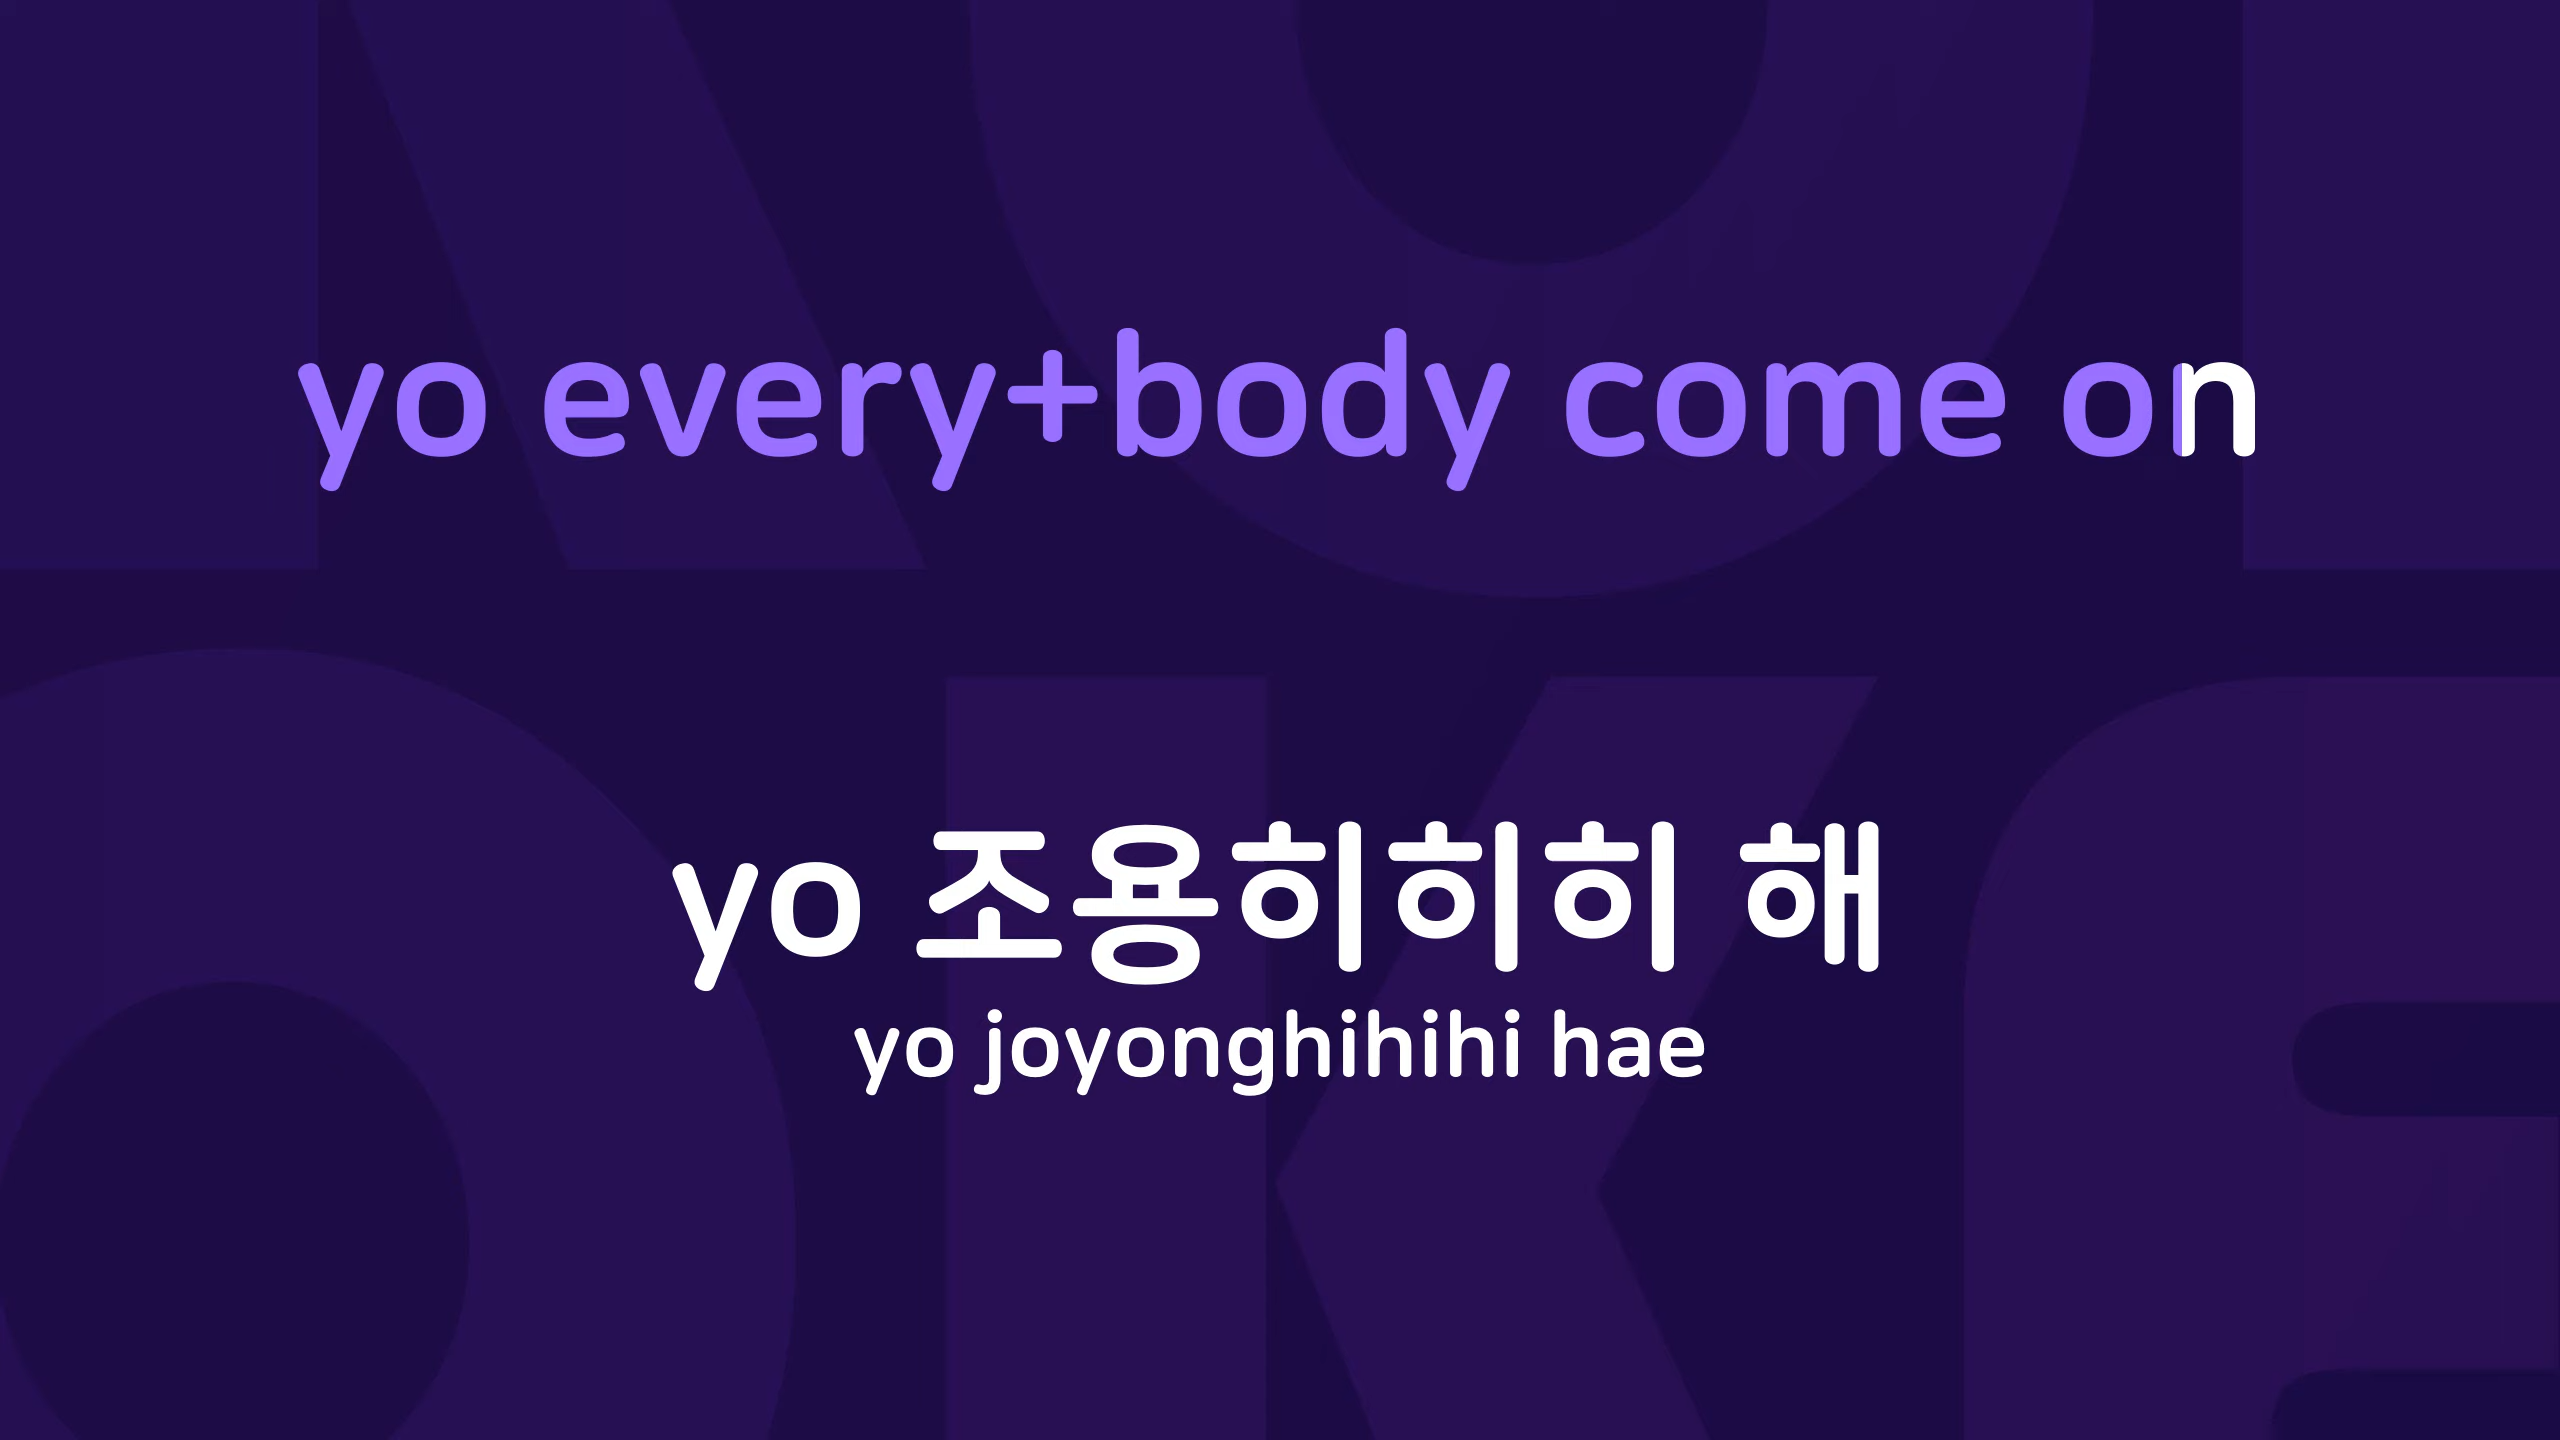 yo every+body come on
yo 조용히히히 해
yo joyonghihihi hae